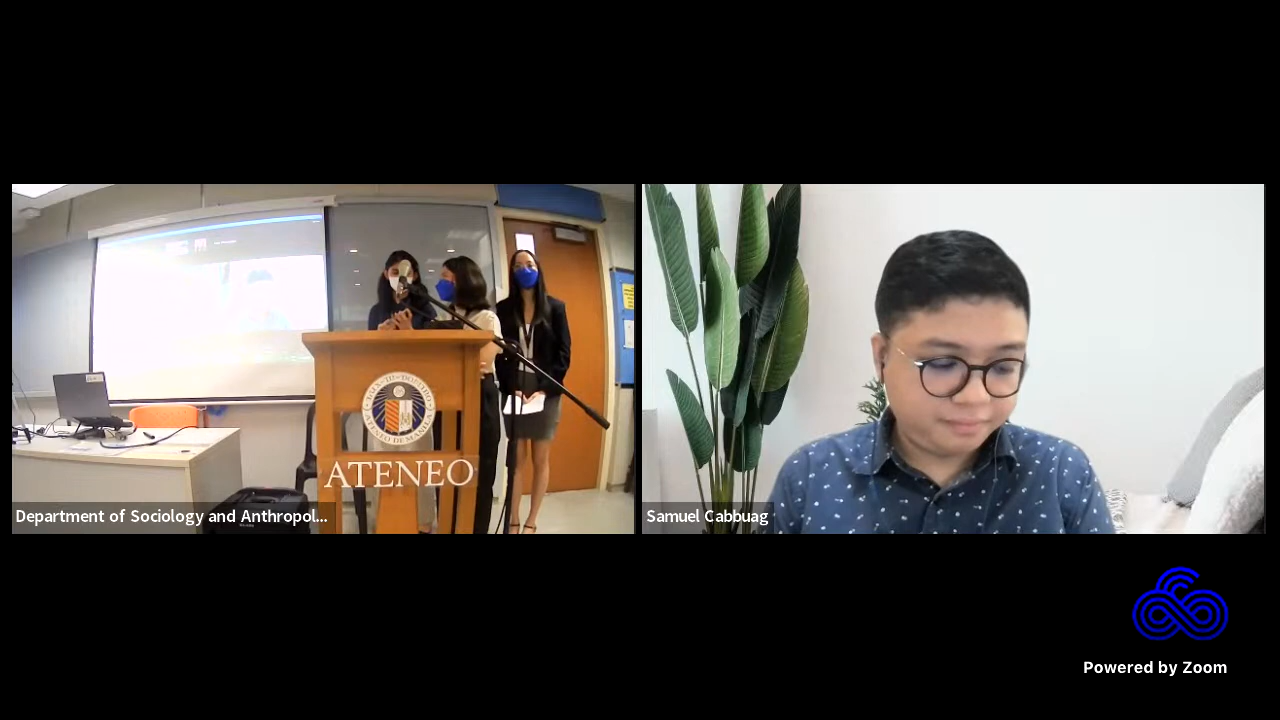 ATENEO
Department of Sociology and Anthropol...
Samuel Cabbuag
Powered by Zoom